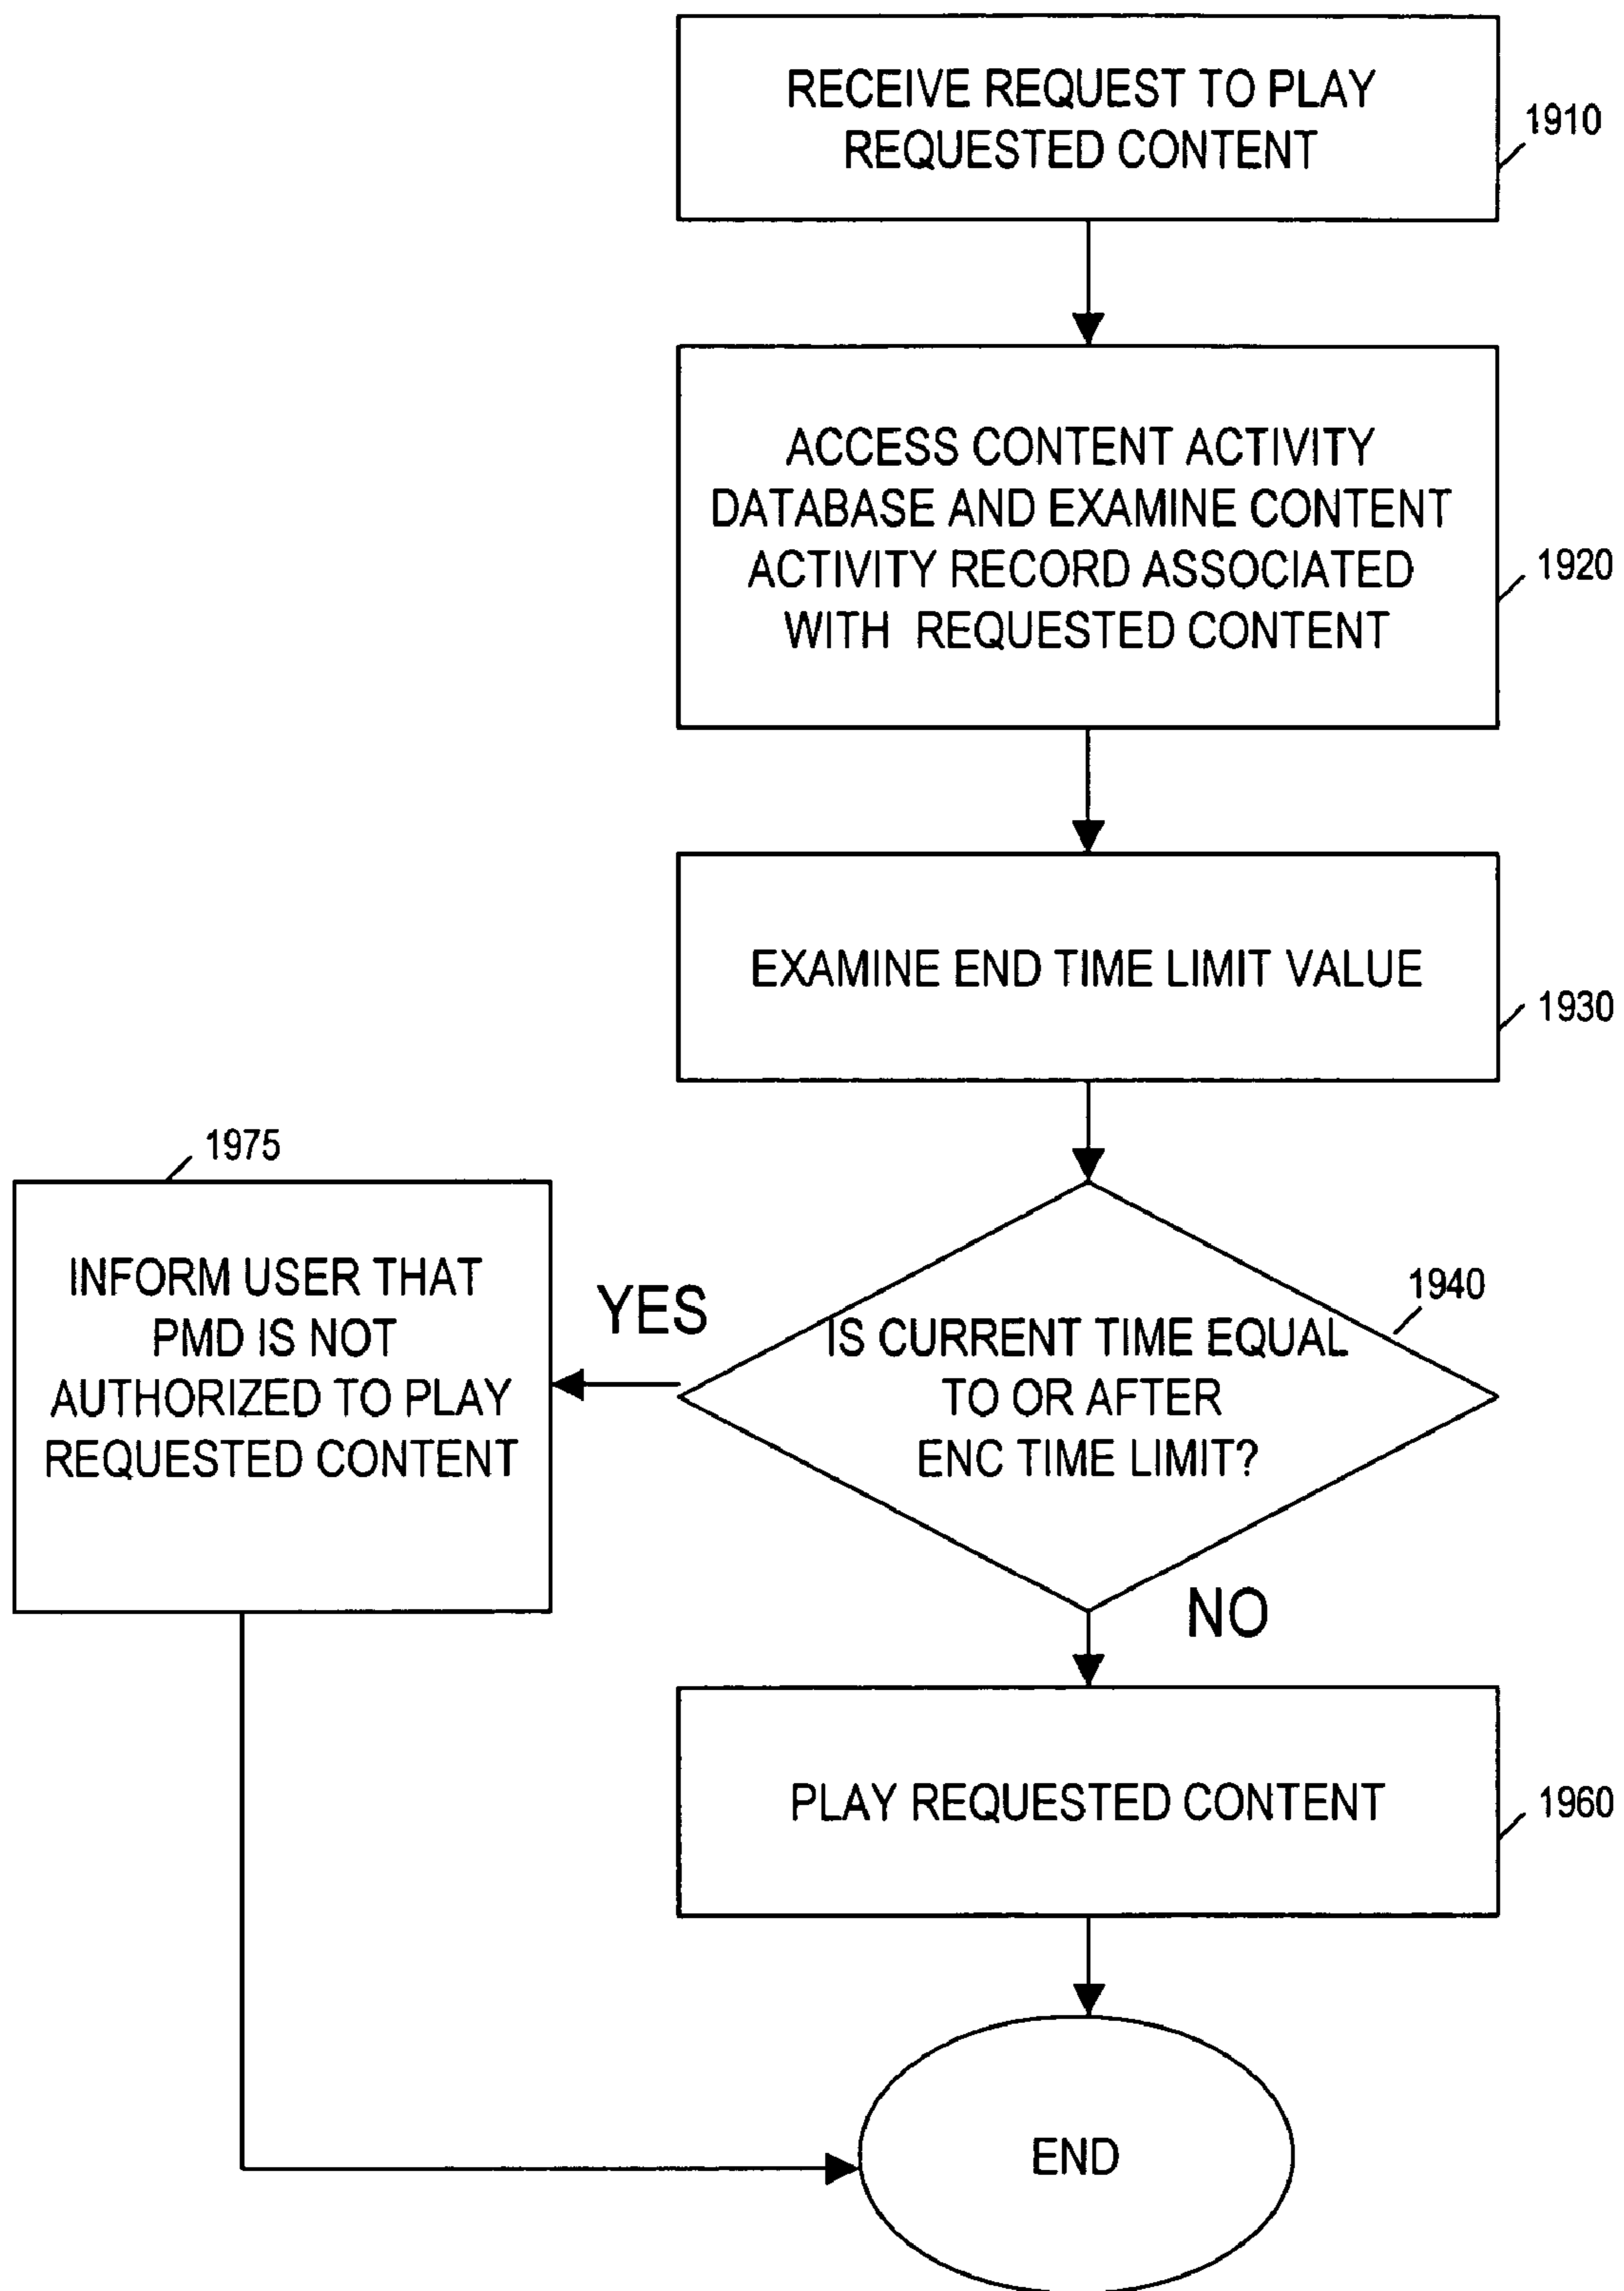 RECEIVE REQUEST TO PLAY
REQUESTED CONTENT
1910
ACCESS CONTENT ACTIVITY
DATABASE AND EXAMINE CONTENT
ACTIVITY RECORD ASSOCIATED
WITH REQUESTED CONTENT
1920
EXAMINE END TIME LIMIT VALUE
1930
1975
INFORM USER THAT
PMD IS NOT
AUTHORIZED TO PLAY
REQUESTED CONTENT
YES
IS CURRENT TIME EQUAL
TO OR AFTER
ENC TIME LIMIT?
1940
NO
PLAY REQUESTED CONTENT
1960
END